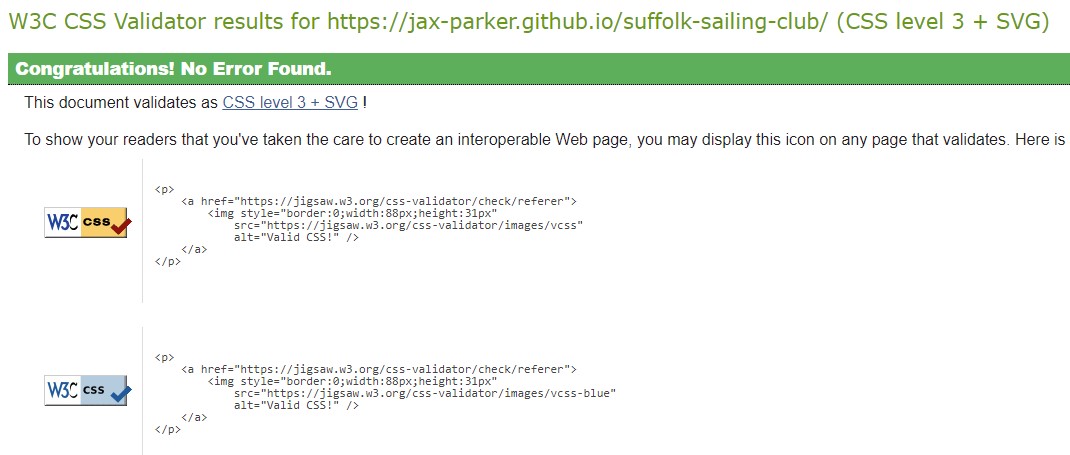 W3C CSS Validator results for https://jax-parker.github.io/suffolk-sailing-club/ (CSS level 3 + SVG)
Congratulations! No Error Found.
This document validates as CSS level 3 + SVG !
To show your readers that you've taken the care to create an interoperable Web page, you may display this icon on any page that validates. Here is
W3C css
<p>
<a href="https://jigsaw.w3.org/css-validator/check/referer">
<img style="border:0;width:88px;height:31px"
src="https://jigsaw.w3.org/css-validator/images/vcss"
alt="Valid CSS!" />
</a>
</p>
W3C css
<p>
<a href="https://jigsaw.w3.org/css-validator/check/referer">
<img style="border:0;width:88px;height:31px"
src="https://jigsaw.w3.org/css-validator/images/vcss-blue"
alt="Valid CSS!" />
</a>
</p>